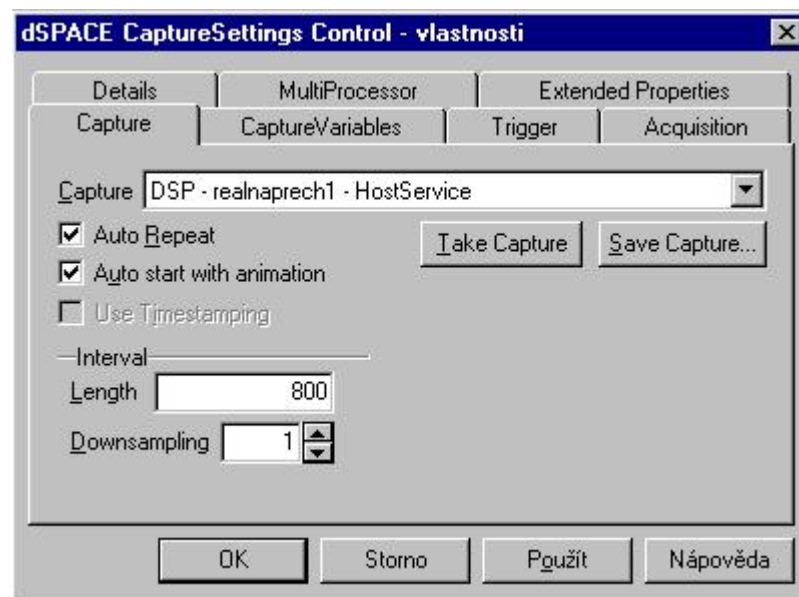 dSPACE CaptureSettings Control - vlastnosti
Details MultiProcessor Extended Properties
Capture CaptureVariables Trigger Acquisition
Capture DSP - realnaprech1 - HostService
Auto Repeat Take Capture Save Capture...
Auto start with animation
Use Timestamping
Interval
Length 800
Downsampling 1
OK Storno Použít Nápověda